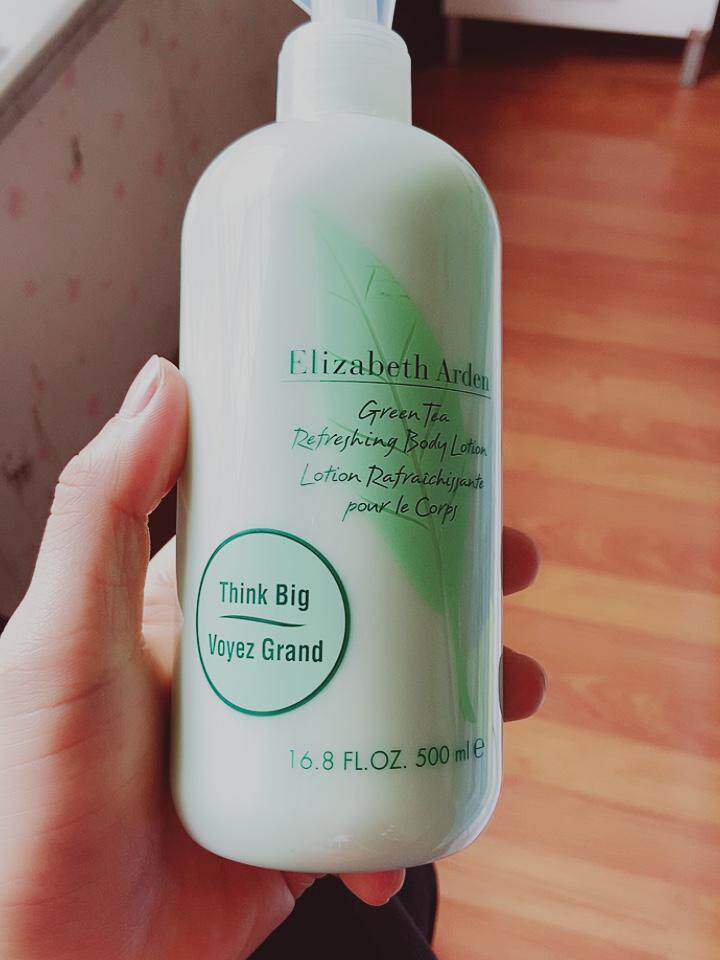 Elizabeth Arden
Green Tea
Refreshing Body Lotion
Lotion Rafraîchissante
pour le Corps
Think Big
Voyez Grand
16.8 FL.OZ. 500 ml ℮